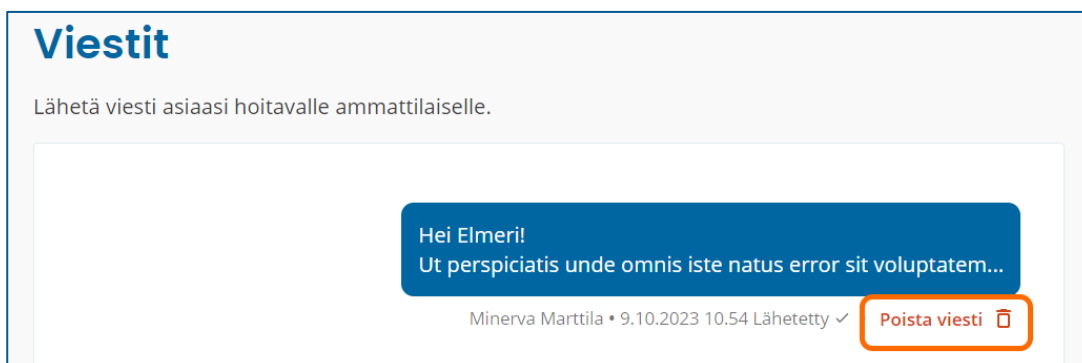 Viestit
Lähetä viesti asiaasi hoitavalle ammattilaiselle.
Hei Elmeri!
Ut perspiciatis unde omnis iste natus error sit voluptatem...
Minerva Marttila • 9.10.2023 10.54 Lähetetty ✓ Poista viesti